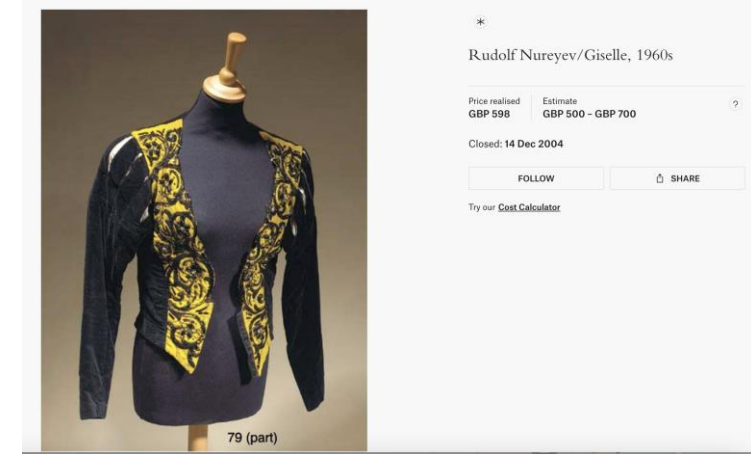 *
Rudolf Nureyev/Giselle, 1960s
Price realised
GBP 598
Estimate
GBP 500 – GBP 700
?
Closed: 14 Dec 2004
FOLLOW
SHARE
Try our Cost Calculator
79 (part)